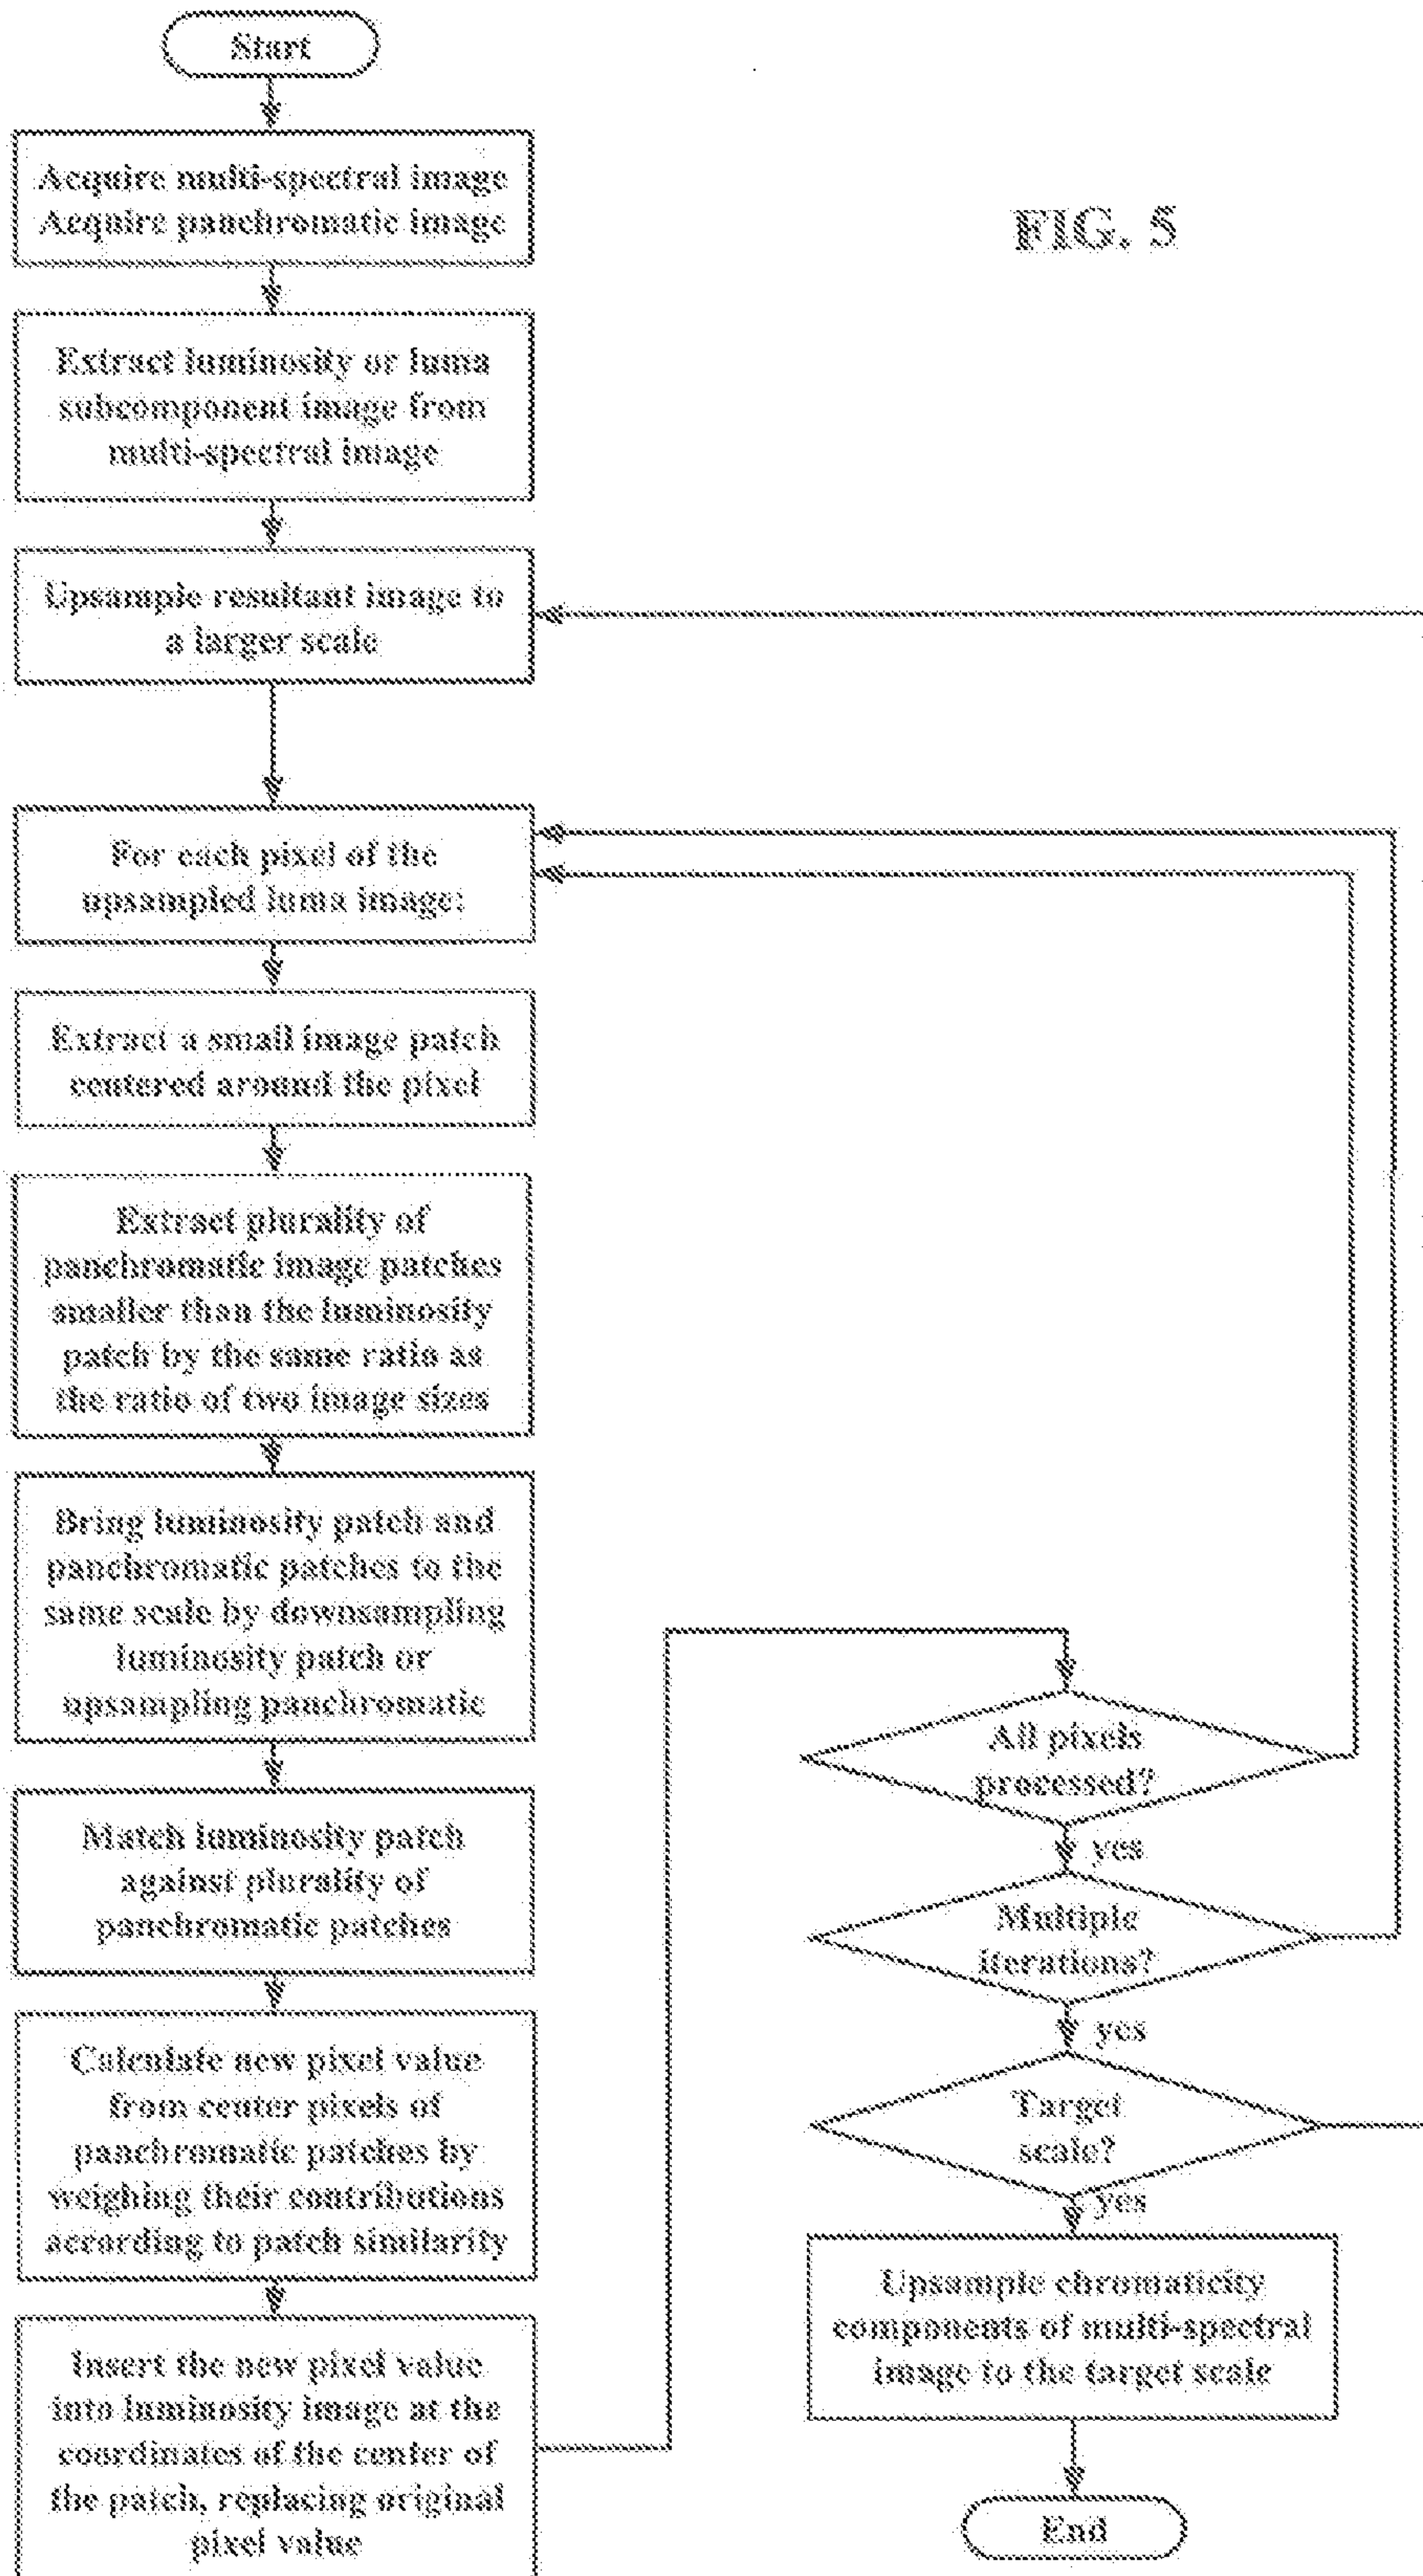 Start
Acquire multi-spectral image
Acquire panchromatic image
FIG. 5
Extract luminosity or luma
subcomponent image from
multi-spectral image
Upsample resultant image to
a larger scale
For each pixel of the
upsampled luma image:
Extract a small image patch
centered around the pixel
Extract plurality of
panchromatic image patches
smaller than the luminosity
patch by the same ratio as
the ratio of two image sizes
Bring luminosity patch and
panchromatic patches to the
same scale by downsampling
luminosity patch or
upsampling panchromatic
Match luminosity patch
against plurality of
panchromatic patches
Calculate new pixel value
from center pixels of
panchromatic patches by
weighing their contributions
according to patch similarity
Insert the new pixel value
into luminosity image at the
coordinates of the center of
the patch, replacing original
pixel value
All pixels
processed?
yes
Multiple
iterations?
yes
Target
scale?
yes
Upsample chromaticity
components of multi-spectral
image to the target scale
End